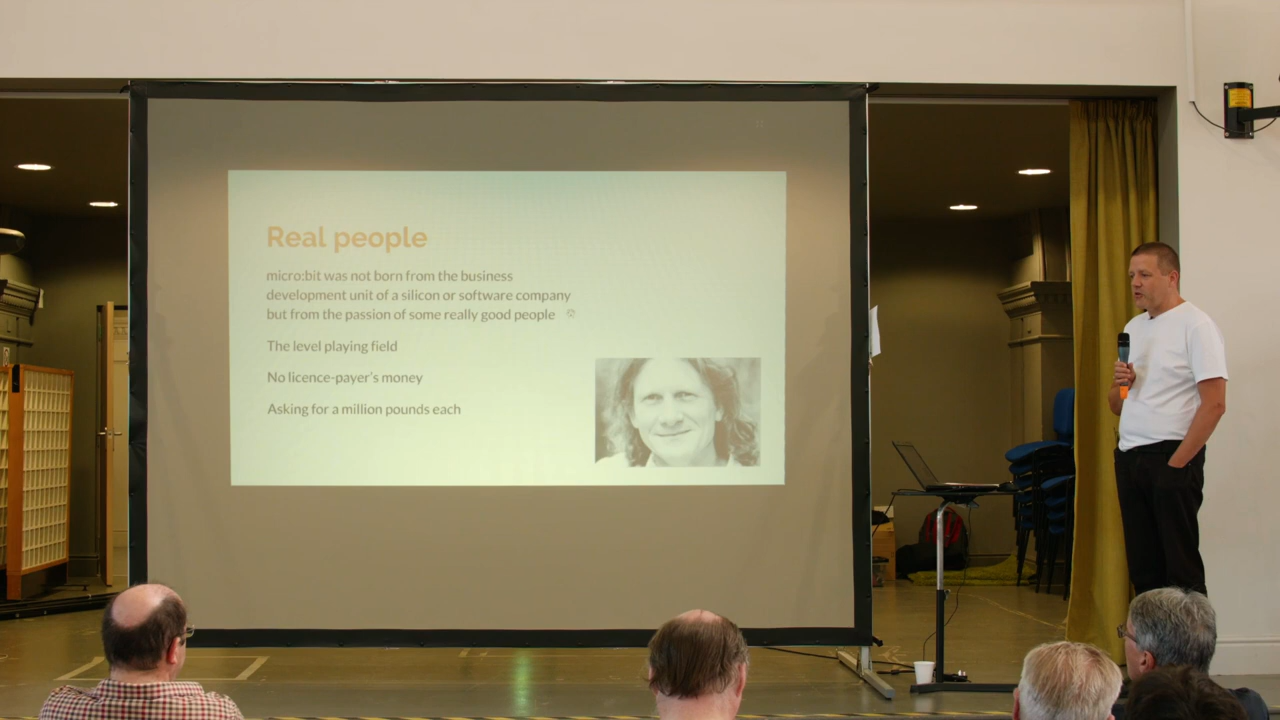 Real people
micro:bit was not born from the business
development unit of a silicon or software company
but from the passion of some really good people
The level playing field
No licence-payer's money
Asking for a million pounds each